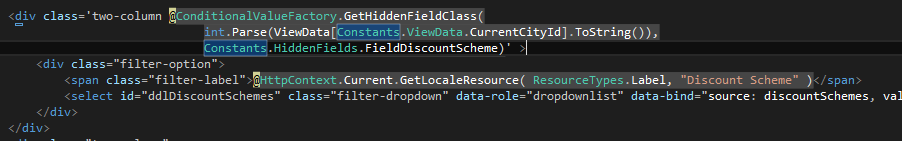 <div class='two-column @ConditionalValueFactory.GetHiddenFieldClass(
int.Parse(ViewData[Constants.ViewData.CurrentCityId].ToString()),
Constants.HiddenFields.FieldDiscountScheme)' >
<div class="filter-option">
<span class="filter-label">@HttpContext.Current.GetLocaleResource( ResourceTypes.Label, "Discount Scheme" )</span>
<select id="ddlDiscountSchemes" class="filter-dropdown" data-role="dropdownlist" data-bind="source: discountSchemes, val
</div>
</div>